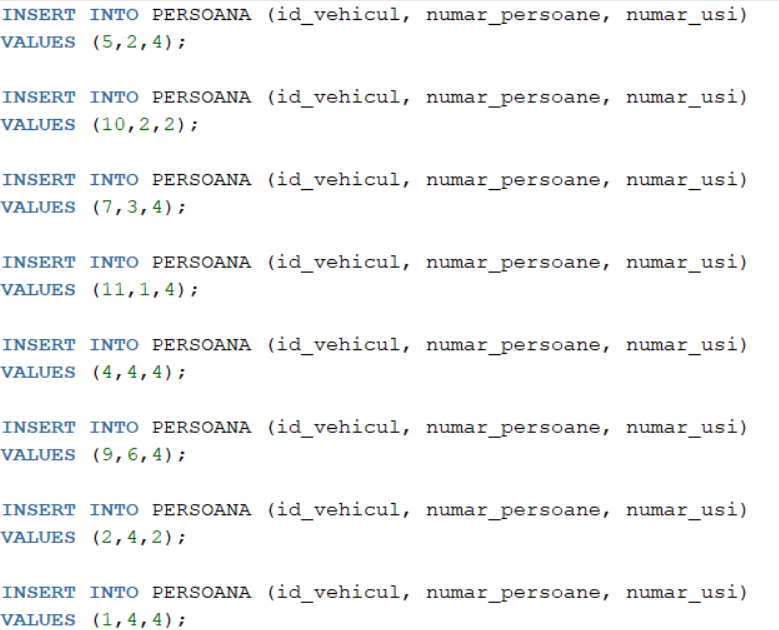 INSERT INTO PERSOANA (id_vehicul, numar_persoane, numar_usi)
VALUES (5,2,4);
INSERT INTO PERSOANA (id_vehicul, numar_persoane, numar_usi)
VALUES (10,2,2);
INSERT INTO PERSOANA (id_vehicul, numar_persoane, numar_usi)
VALUES (7,3,4);
INSERT INTO PERSOANA (id_vehicul, numar_persoane, numar_usi)
VALUES (11,1,4);
INSERT INTO PERSOANA (id_vehicul, numar_persoane, numar_usi)
VALUES (4,4,4);
INSERT INTO PERSOANA (id_vehicul, numar_persoane, numar_usi)
VALUES (9,6,4);
INSERT INTO PERSOANA (id_vehicul, numar_persoane, numar_usi)
VALUES (2,4,2);
INSERT INTO PERSOANA (id_vehicul, numar_persoane, numar_usi)
VALUES (1,4,4);